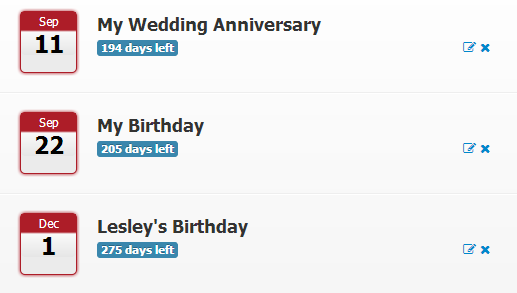 Sep
11
My Wedding Anniversary
194 days left
Sep
22
My Birthday
205 days left
Dec
1
Lesley's Birthday
275 days left